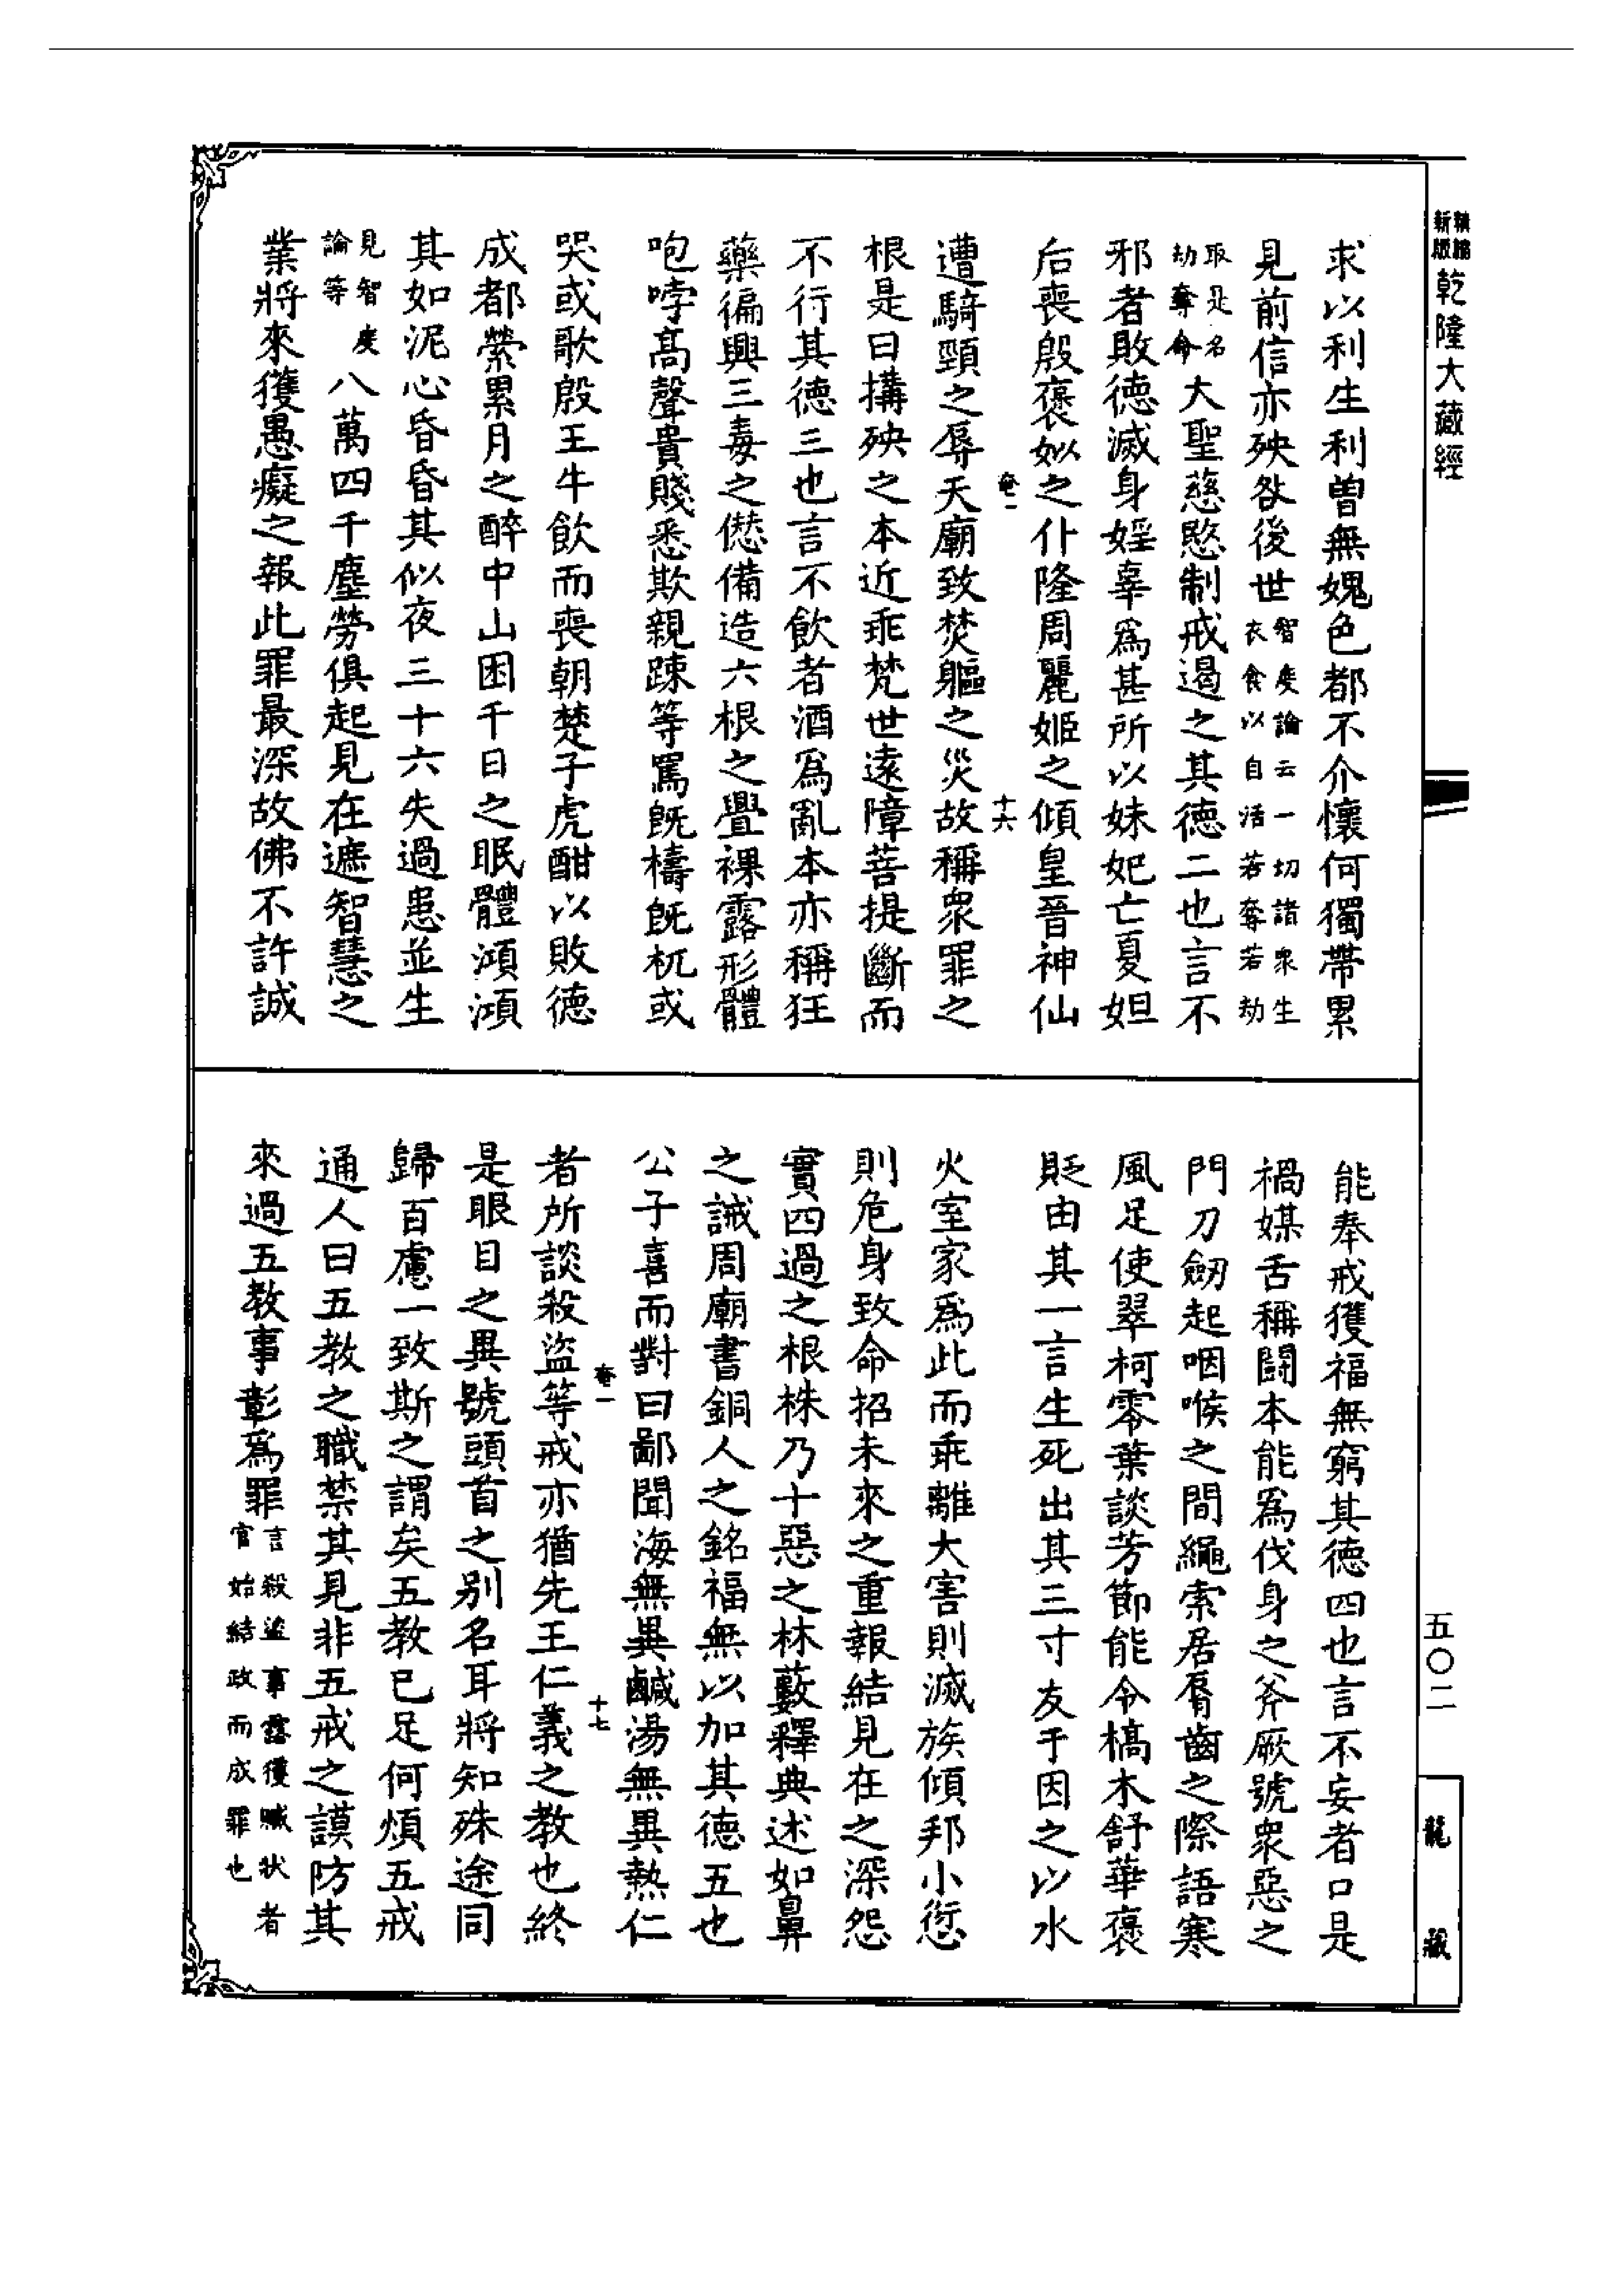 精縮新版乾隆大藏經
求以利生利曾無媿色都不介懷何獨帶累
見前信亦殃咎後世智度論云一切諸衆生衣食以自活若奪若劫
取是名劫奪命大聖慈愍制戒遏之其德二也言不
邪者敗德滅身婬辜爲甚所以妹妃亡夏妲
后喪殷褒姒之仆隆周麗姬之傾皇晉神仙
奄一
十六
遭騎頸之辱天廟致焚軀之災故稱衆罪之
根是曰搆殃之本近乖梵世遠障菩提斷而
不行其德三也言不飲者酒爲亂本亦稱狂
藥徧興三毒之愆備造六根之舋裸露形體
咆哮高聲貴賤悉欺親踈等罵旣檮旣杌或
哭或歌殷王牛飲而喪朝楚子虎酣以敗德
成都縈累月之醉中山困千日之眠體澒澒
其如泥心昏昏其似夜三十六失過患並生
見智度論等八萬四千塵勞俱起見在遮智慧之
業將來獲愚癡之報此罪最深故佛不許誠
能奉戒獲福無窮其德四也言不妄者口是
禍媒舌稱鬪本能爲伐身之斧厥號衆惡之
門刀劒起咽喉之間繩索居脣齒之際語寒
風足使翠柯零葉談芳節能令槁木舒華褒
貶由其一言生死出其三寸友于因之以水
火室家爲此而乖離大害則滅族傾邦小愆
則危身致命招未來之重報結見在之深怨
實四過之根株乃十惡之林藪釋典述如鼻
之誡周廟書銅人之銘福無以加其德五也
公子喜而對曰鄙聞海無異鹹湯無異熱仁
奄一
十七
者所談殺盜等戒亦猶先王仁義之教也終
是眼目之異號頭首之別名耳將知殊途同
歸百慮一致斯之謂矣五教已足何煩五戒
通人曰五教之職禁其見非五戒之謨防其
來過五教事彰爲罪言殺盜事露獲贓狀者官始結政而成罪也
五〇二
龍藏